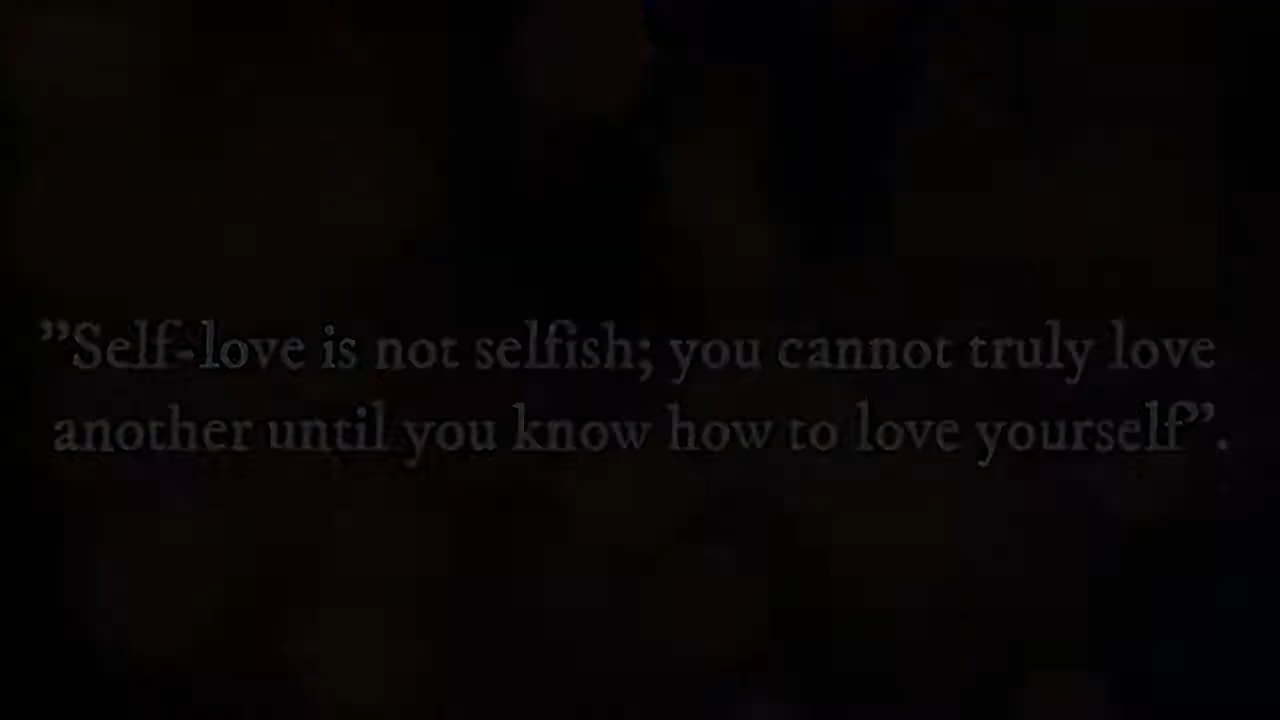 ”Self-love is not selfish; you cannot truly love
another until you know how to love yourself”.